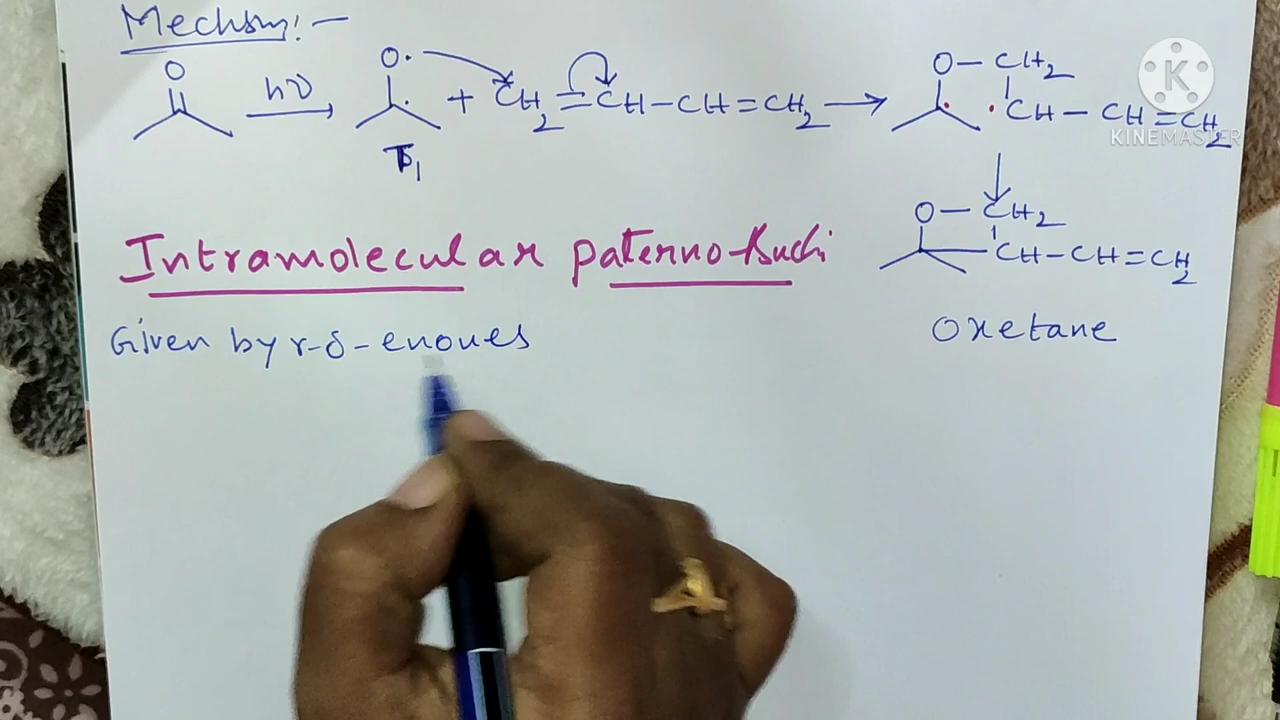 Mechsm:-
O hν O· + CH2=CH-CH=CH2 → O-CH2
·CH-CH=CH2
T1
O-CH2
CH-CH=CH2
Intramolecular paterno-Buchi
Given by r-δ-enones
Oxetane
K
KINEMASTER